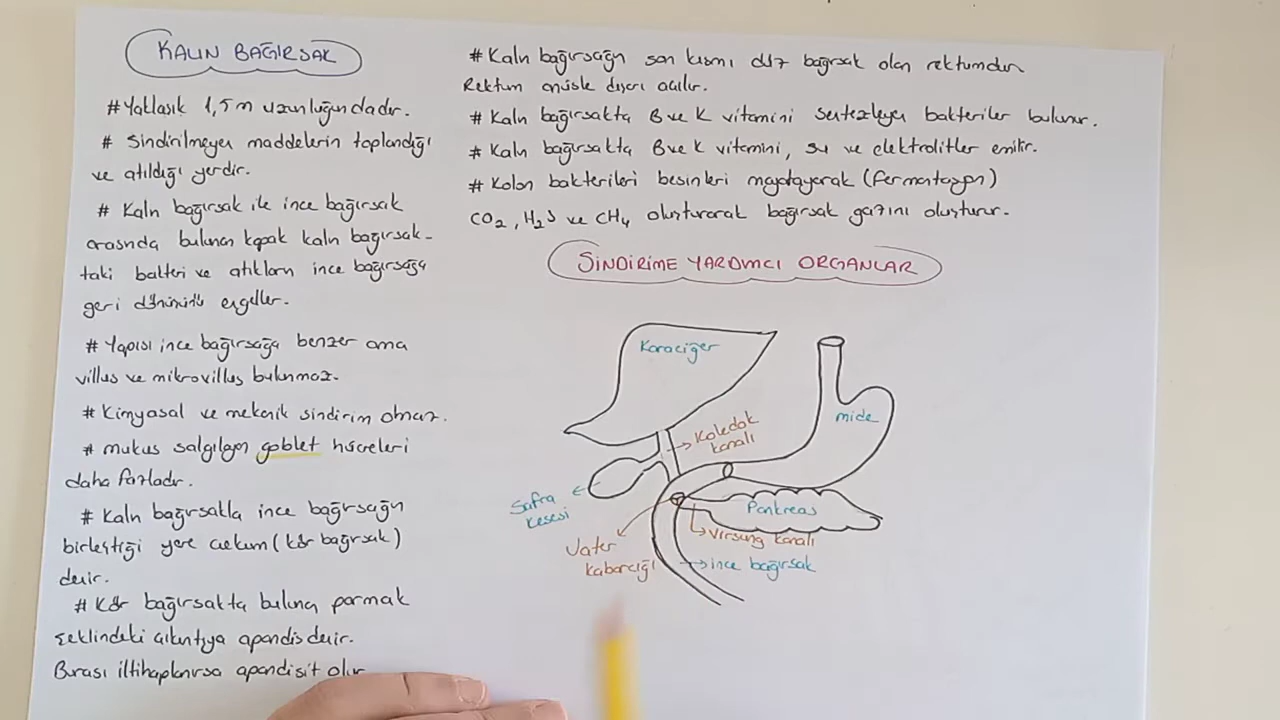 KALIN BAĞIRSAK
# Yaklaşık 1,5 m uzunluğundadır.
# Sindirilmeyen maddelerin toplandığı
ve atıldığı yerdir.
# Kalın bağırsak ile ince bağırsak
arasında bulunan kapak kalın bağırsak-
taki bakteri ve atıkların ince bağırsağa
geri dönüşünü engeller.
# Yapısı ince bağırsağa benzer ama
villus ve mikrovillus bulunmaz.
# Kimyasal ve mekanik sindirim olmaz.
# mukus salgılayan goblet hücreleri
daha fazladır.
# Kalın bağırsakla ince bağırsağın
birleştiği yere çekum (kör bağırsak)
denir.
# Kör bağırsakta bulunan parmak
şeklindeki çıkıntıya apandis denir.
Burası iltihaplanırsa apandisit olur
# Kalın bağırsağın son kısmı düz bağırsak olan rektumdur
Rektum anüsle dışarı açılır.
# Kalın bağırsakta B ve K vitamini sentezleyen bakteriler bulunur.
# Kalın bağırsakta B ve K vitamini, su ve elektrolitler emilir.
# Kolon bakterileri besinleri mayalayarak (fermantasyon)
CO2, H2S ve CH4 oluşturarak bağırsak gazını oluşturur.
SİNDİRİME YARDIMCI ORGANLAR
Karaciğer
mide
Koledok
kanalı
Safra
kesesi
Pankreas
Virsung kanalı
Vater
kabarcığı
ince bağırsak